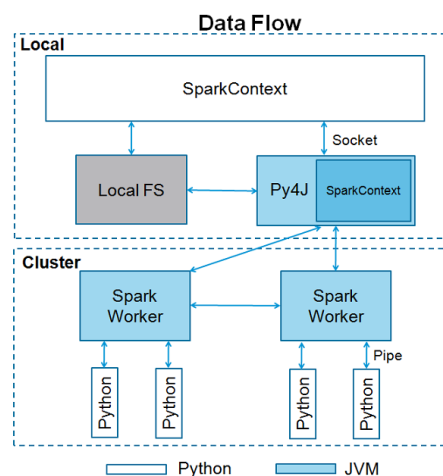 Data Flow
Local
SparkContext
Socket
Local FS
Py4J
SparkContext
Cluster
Spark
Worker
Spark
Worker
Pipe
Python
Python
Python
Python
Python
JVM